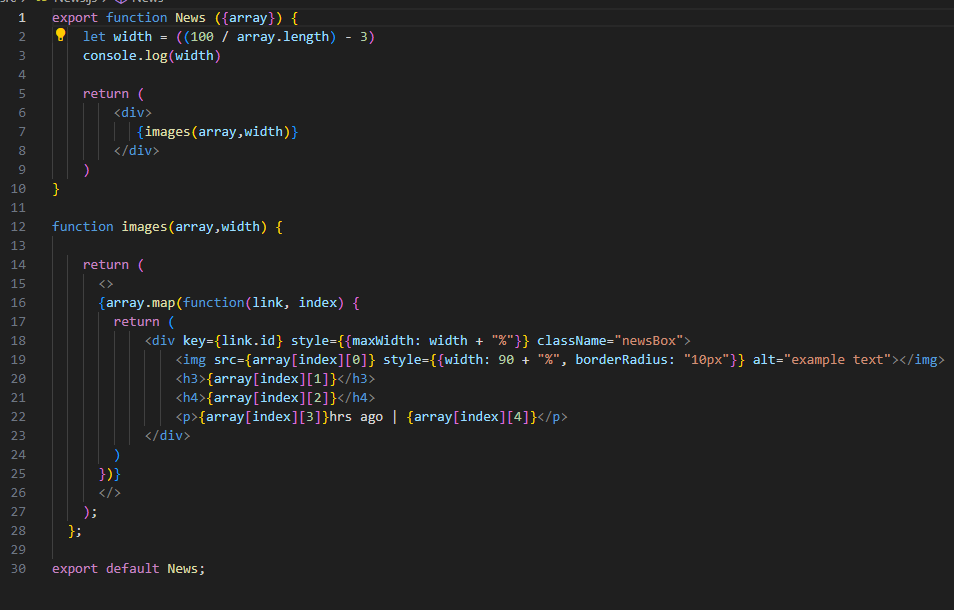 News.js News
1 export function News ({array}) {
2 let width = ((100 / array.length) - 3)
3 console.log(width)
4
5 return (
6 <div>
7 {images(array,width)}
8 </div>
9 )
10 }
11
12 function images(array,width) {
13
14 return (
15 <>
16 {array.map(function(link, index) {
17 return (
18 <div key={link.id} style={{maxWidth: width + "%"}} className="newsBox">
19 <img src={array[index][0]} style={{width: 90 + "%", borderRadius: "10px"}} alt="example text"></img>
20 <h3>{array[index][1]}</h3>
21 <h4>{array[index][2]}</h4>
22 <p>{array[index][3]}hrs ago | {array[index][4]}</p>
23 </div>
24 )
25 })}
26 </>
27 );
28 };
29
30 export default News;